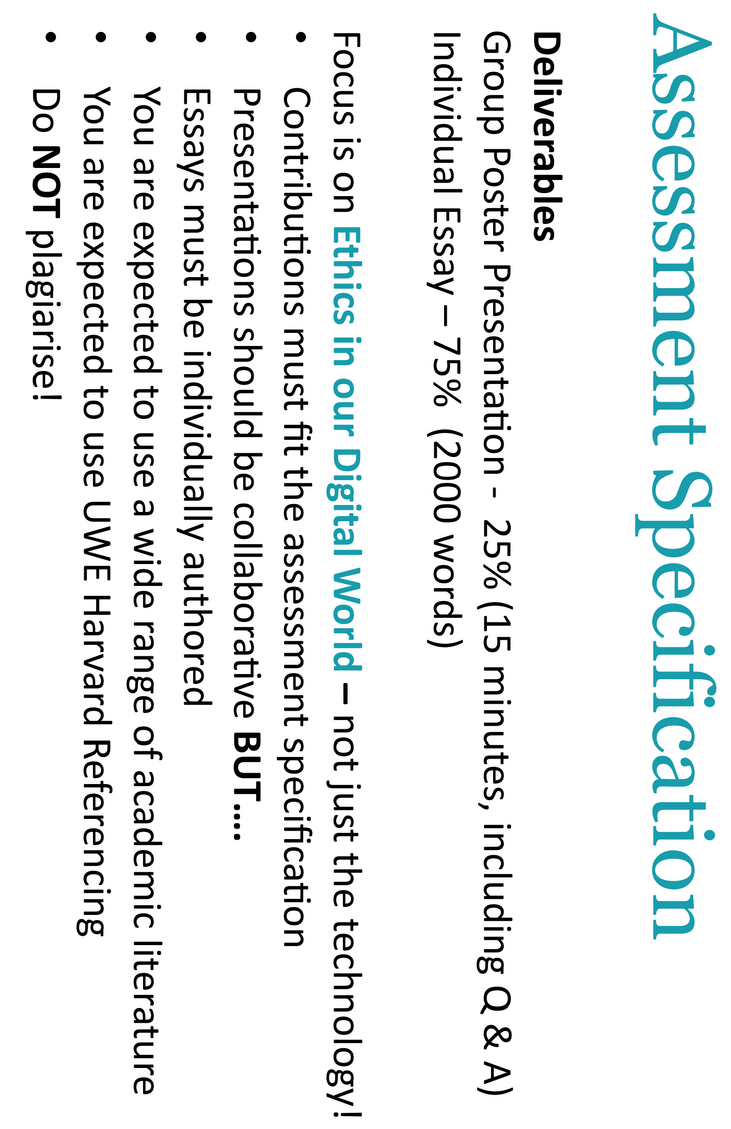 Assessment Specification
Deliverables
Group Poster Presentation -  25% (15 minutes, including Q & A)
Individual Essay – 75%  (2000 words)
Focus is on Ethics in our Digital World – not just the technology!
• Contributions must fit the assessment specification
• Presentations should be collaborative BUT....
• Essays must be individually authored
• You are expected to use a wide range of academic literature
• You are expected to use UWE Harvard Referencing
• Do NOT plagiarise!